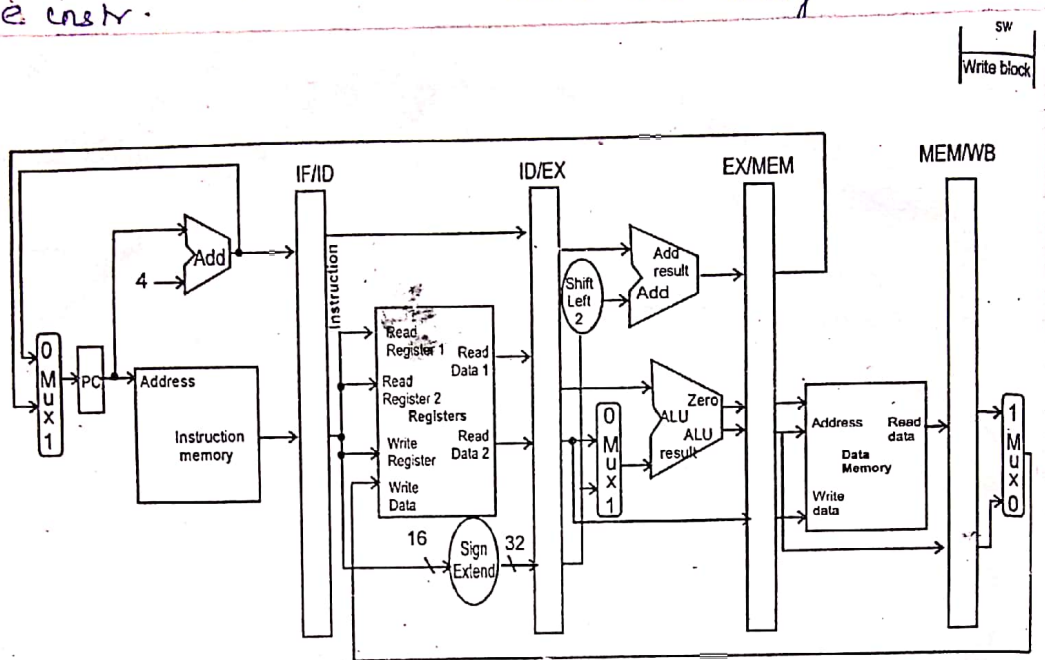 e instr.
sw
Write block
IF/ID
ID/EX
EX/MEM
MEM/WB
Add
4
Instruction
Shift
Left
2
Add
result
Add
0
M
u
x
1
PC
Address
Instruction
memory
Read
Register 1
Read
Data 1
Read
Register 2
Registers
Write
Register
Read
Data 2
Write
Data
16
Sign
Extend
32
0
M
u
x
1
Zero
ALU
ALU
result
Address
Read
data
Data
Memory
Write
data
1
M
u
x
0